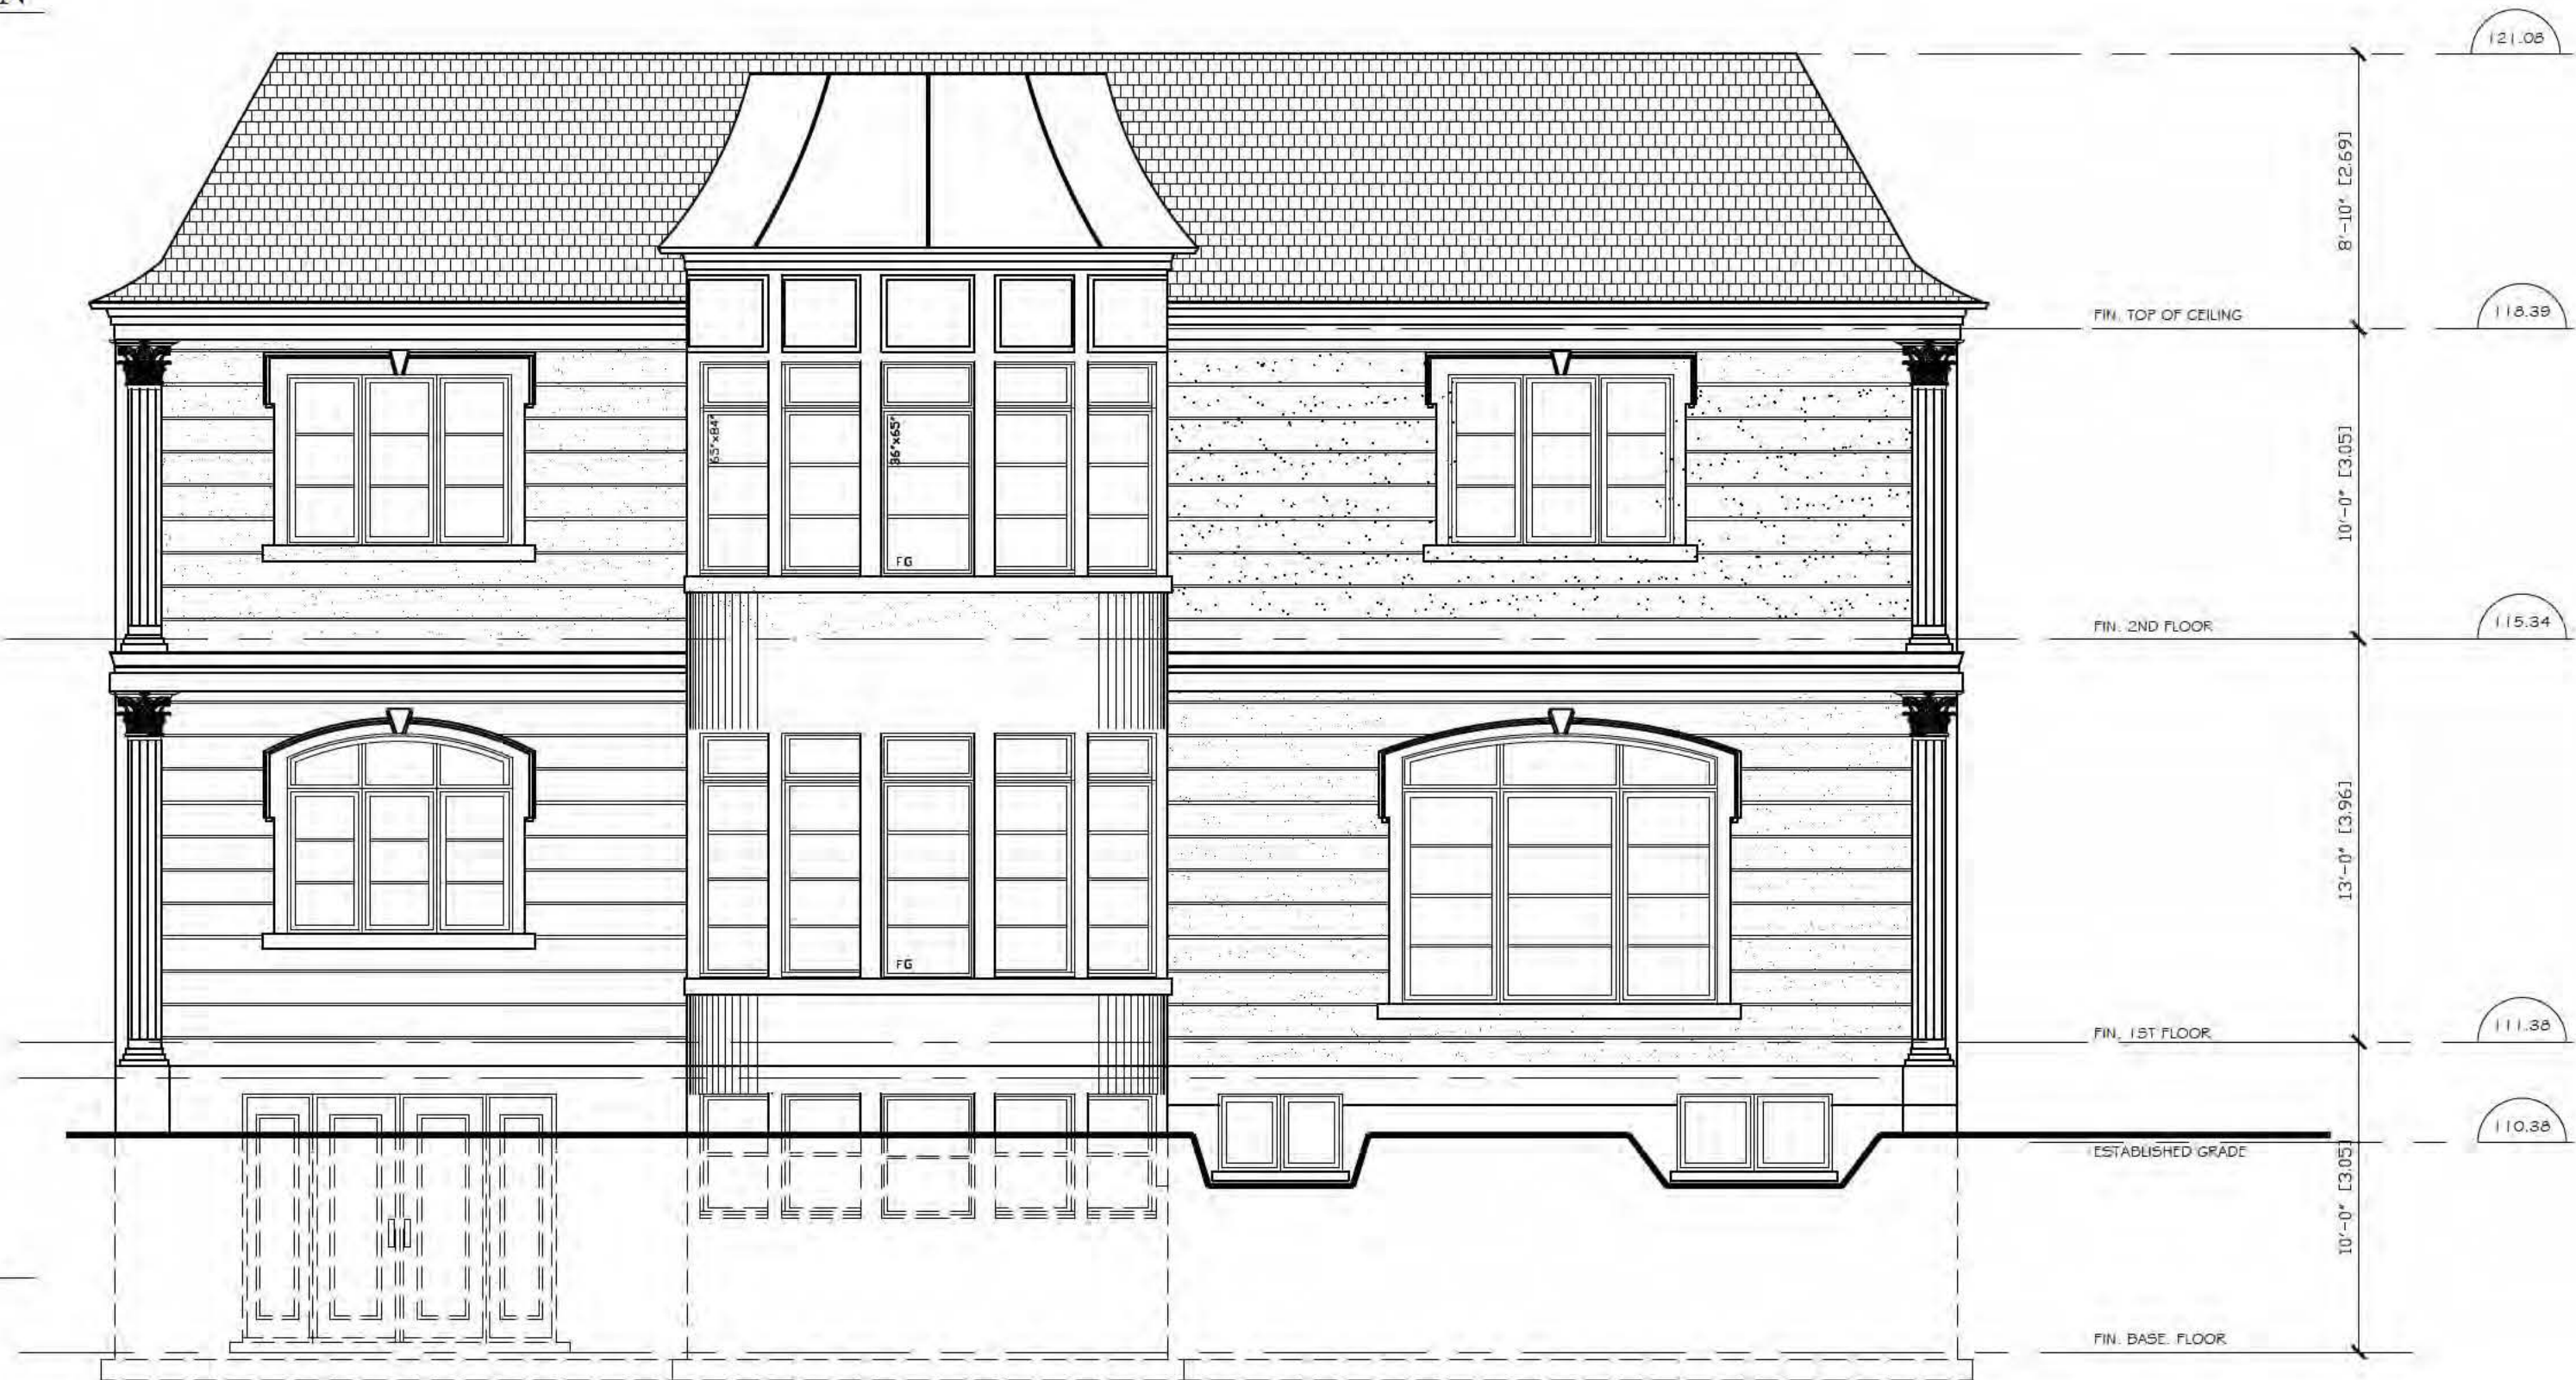 121.08
8'-10" [2.69]
FIN. TOP OF CEILING
118.39
65"x84"
36"x65"
10'-0" [3.05]
FG
FIN. 2ND FLOOR
115.34
13'-0" [3.96]
FG
FIN. 1ST FLOOR
111.38
110.38
ESTABLISHED GRADE
10'-0" [3.05]
FIN. BASE. FLOOR